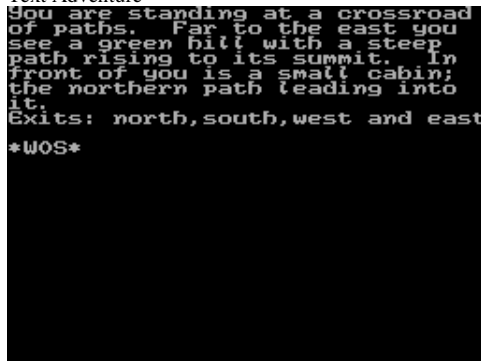 Text Adventure
You are standing at a crossroad
of paths. Far to the east you
see a green hill with a steep
path rising to its summit. In
front of you is a small cabin;
the northern path leading into
it.
Exits: north,south,west and east
*WOS*